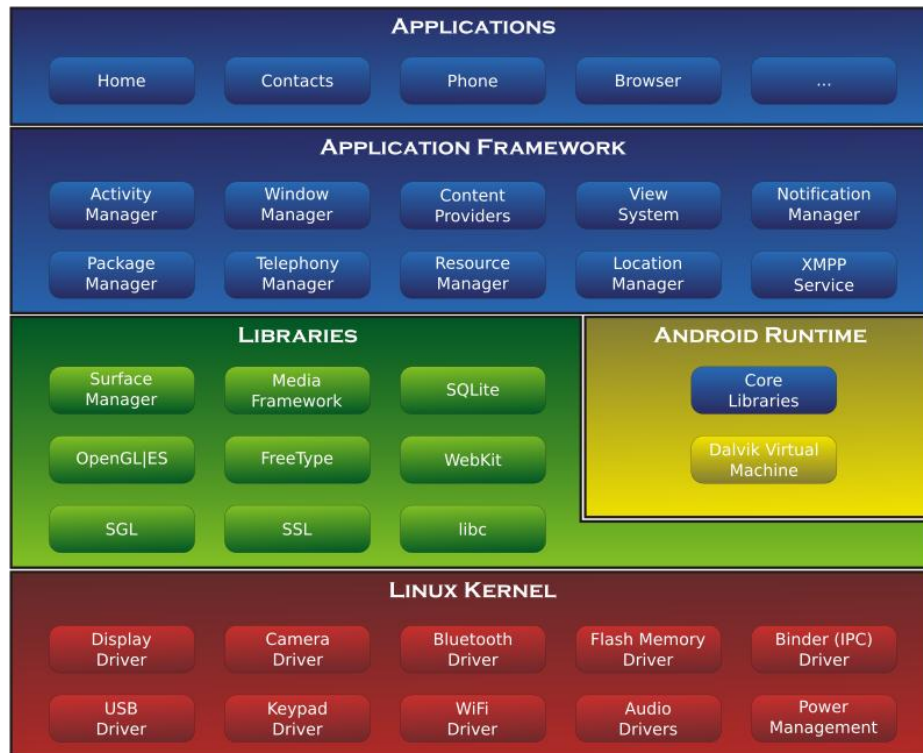 APPLICATIONS
Home Contacts Phone Browser ...
APPLICATION FRAMEWORK
Activity Manager Window Manager Content Providers View System Notification Manager
Package Manager Telephony Manager Resource Manager Location Manager XMPP Service
LIBRARIES
Surface Manager Media Framework SQLite
OpenGL|ES FreeType WebKit
SGL SSL libc
ANDROID RUNTIME
Core Libraries
Dalvik Virtual Machine
LINUX KERNEL
Display Driver Camera Driver Bluetooth Driver Flash Memory Driver Binder (IPC) Driver
USB Driver Keypad Driver WiFi Driver Audio Drivers Power Management